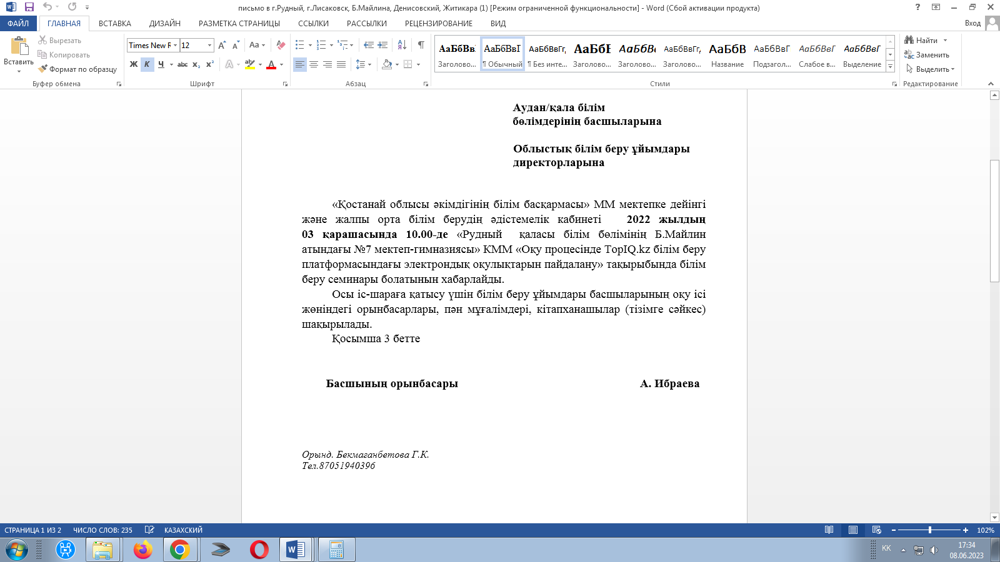 письмо в г.Рудный, г.Лисаковск, Б.Майлина, Денисовский, Житикара (1) [Режим ограниченной функциональности] - Word (Сбой активации продукта)
ФАЙЛ ГЛАВНАЯ ВСТАВКА ДИЗАЙН РАЗМЕТКА СТРАНИЦЫ ССЫЛКИ РАССЫЛКИ РЕЦЕНЗИРОВАНИЕ ВИД Вход
Вставить
Вырезать
Копировать
Формат по образцу
Буфер обмена
Times New R 12
Aa
Ж К Ч abc x₂ x²
Шрифт
Абзац
АаБбВв АаБбВвГ АаБбВвГг, АаБбВ АаБбВв АаБбВвГг, АаБбВ АаБбВвГ АаБбВвГ АаБбВвГ
Заголово... ¶ Обычный ¶ Без инте... Заголово... Заголово... Заголово... Название Подзагол... Слабое в... Выделение
Стили
Найти
Заменить
Выделить
Редактирование
Аудан/қала білім
бөлімдерінің басшыларына
Облыстық білім беру ұйымдары
директорларына
«Қостанай облысы әкімдігінің білім басқармасы» ММ мектепке дейінгі
және жалпы орта білім берудің әдістемелік кабинеті 2022 жылдың
03 қарашасында 10.00-де «Рудный қаласы білім бөлімінің Б.Майлин
атындағы №7 мектеп-гимназиясы» КММ «Оқу процесінде TopIQ.kz білім беру
платформасындағы электрондық оқулықтарын пайдалану» тақырыбында білім
беру семинары болатынын хабарлайды.
Осы іс-шараға қатысу үшін білім беру ұйымдары басшыларының оқу ісі
жөніндегі орынбасарлары, пән мұғалімдері, кітапханашылар (тізімге сәйкес)
шақырылады.
Қосымша 3 бетте
Басшының орынбасары А. Ибраева
Орынд. Бекмаганбетова Г.К.
Тел.87051940396
СТРАНИЦА 1 ИЗ 2 ЧИСЛО СЛОВ: 235 КАЗАХСКИЙ 102%
KK
17:34
08.06.2023